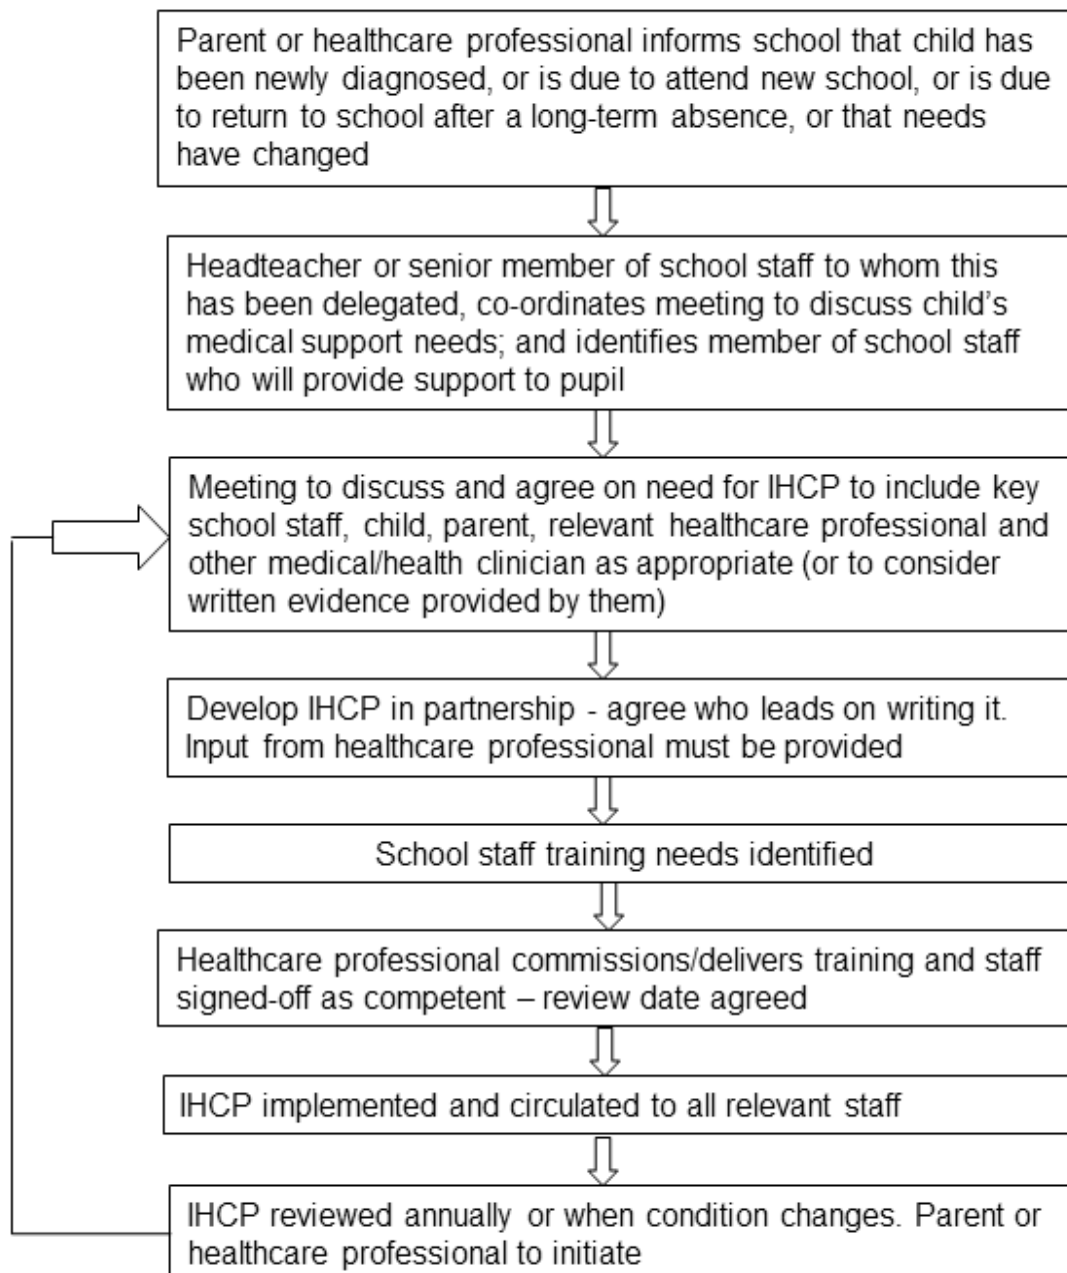 Parent or healthcare professional informs school that child has
been newly diagnosed, or is due to attend new school, or is due
to return to school after a long-term absence, or that needs
have changed
Headteacher or senior member of school staff to whom this
has been delegated, co-ordinates meeting to discuss child’s
medical support needs; and identifies member of school staff
who will provide support to pupil
Meeting to discuss and agree on need for IHCP to include key
school staff, child, parent, relevant healthcare professional and
other medical/health clinician as appropriate (or to consider
written evidence provided by them)
Develop IHCP in partnership - agree who leads on writing it.
Input from healthcare professional must be provided
School staff training needs identified
Healthcare professional commissions/delivers training and staff
signed-off as competent – review date agreed
IHCP implemented and circulated to all relevant staff
IHCP reviewed annually or when condition changes. Parent or
healthcare professional to initiate